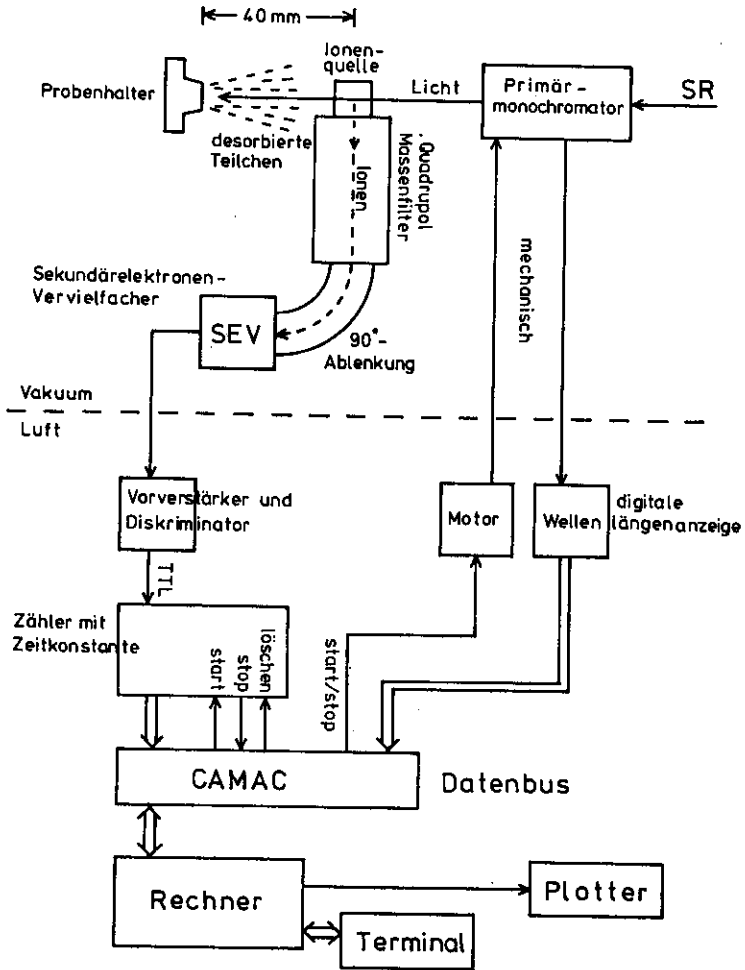 40 mm
Ionen-
quelle
Probenhalter
Licht
Primär-
monochromator
SR
desorbierte
Teilchen
Ionen
Quadrupol
Massenfilter
Sekundärelektronen-
Vervielfacher
SEV
90°-
Ablenkung
mechanisch
Vakuum
Luft
Vorverstärker und
Diskriminator
Motor
Wellen
digitale
längenanzeige
TTL
Zähler mit
Zeitkonstante
start
stop
löschen
start/stop
CAMAC
Datenbus
Rechner
Plotter
Terminal